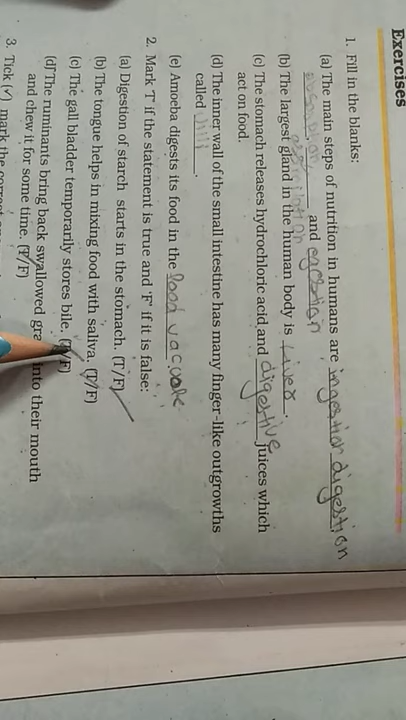 Exercises
1. Fill in the blanks:
(a) The main steps of nutrition in humans are ingestion digestion
absorption assimilation and egestion
(b) The largest gland in the human body is liver.
(c) The stomach releases hydrochloric acid and digestive juices which
act on food.
(d) The inner wall of the small intestine has many finger-like outgrowths
called villi.
(e) Amoeba digests its food in the food vacuole.
2. Mark 'T' if the statement is true and 'F' if it is false:
(a) Digestion of starch starts in the stomach. (T/F)
(b) The tongue helps in mixing food with saliva. (T/F)
(c) The gall bladder temporarily stores bile. (T/F)
(d) The ruminants bring back swallowed into their mouth
and chew it for some time. (T/F)
3. Tick (✓) mark the correct